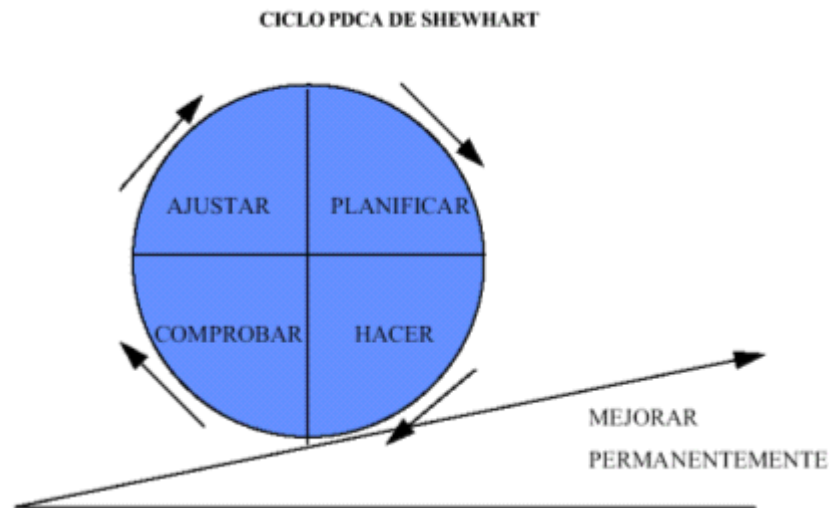 CICLO PDCA DE SHEWHART
AJUSTAR
PLANIFICAR
COMPROBAR
HACER
MEJORAR
PERMANENTEMENTE